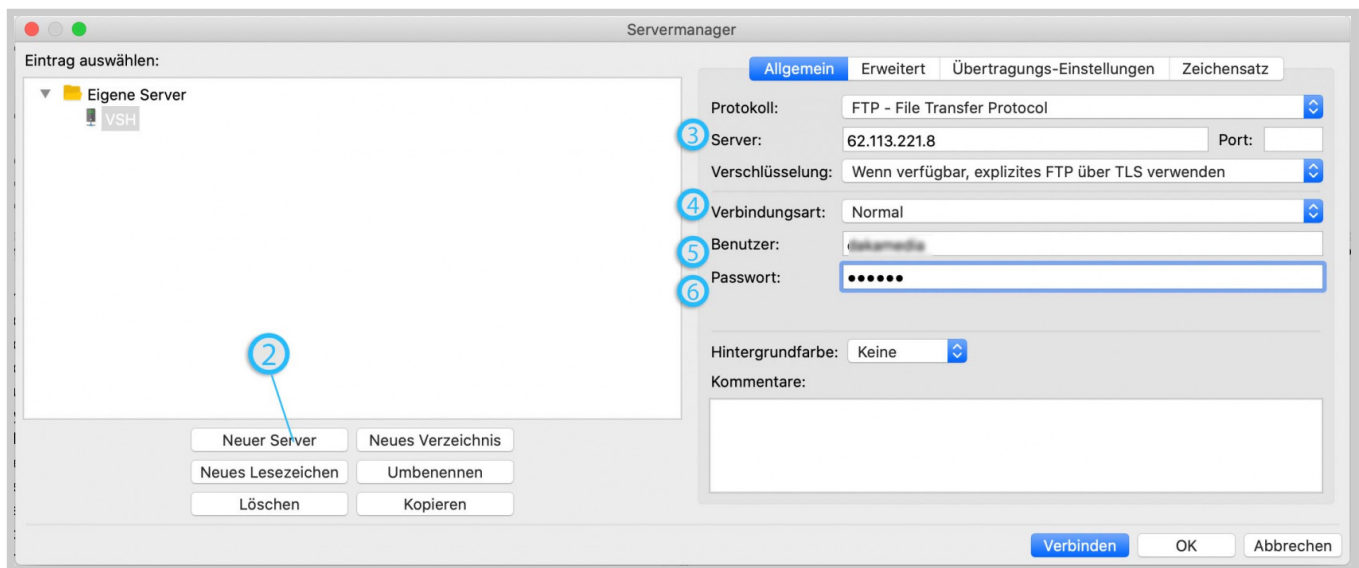 Servermanager
Eintrag auswählen:
Eigene Server
VSH
2
Neuer Server
Neues Verzeichnis
Neues Lesezeichen
Umbenennen
Löschen
Kopieren
Allgemein
Erweitert
Übertragungs-Einstellungen
Zeichensatz
Protokoll: FTP - File Transfer Protocol
3 Server: 62.113.221.8 Port:
Verschlüsselung: Wenn verfügbar, explizites FTP über TLS verwenden
4 Verbindungsart: Normal
5 Benutzer:
6 Passwort: ●●●●●●
Hintergrundfarbe: Keine
Kommentare:
Verbinden
OK
Abbrechen